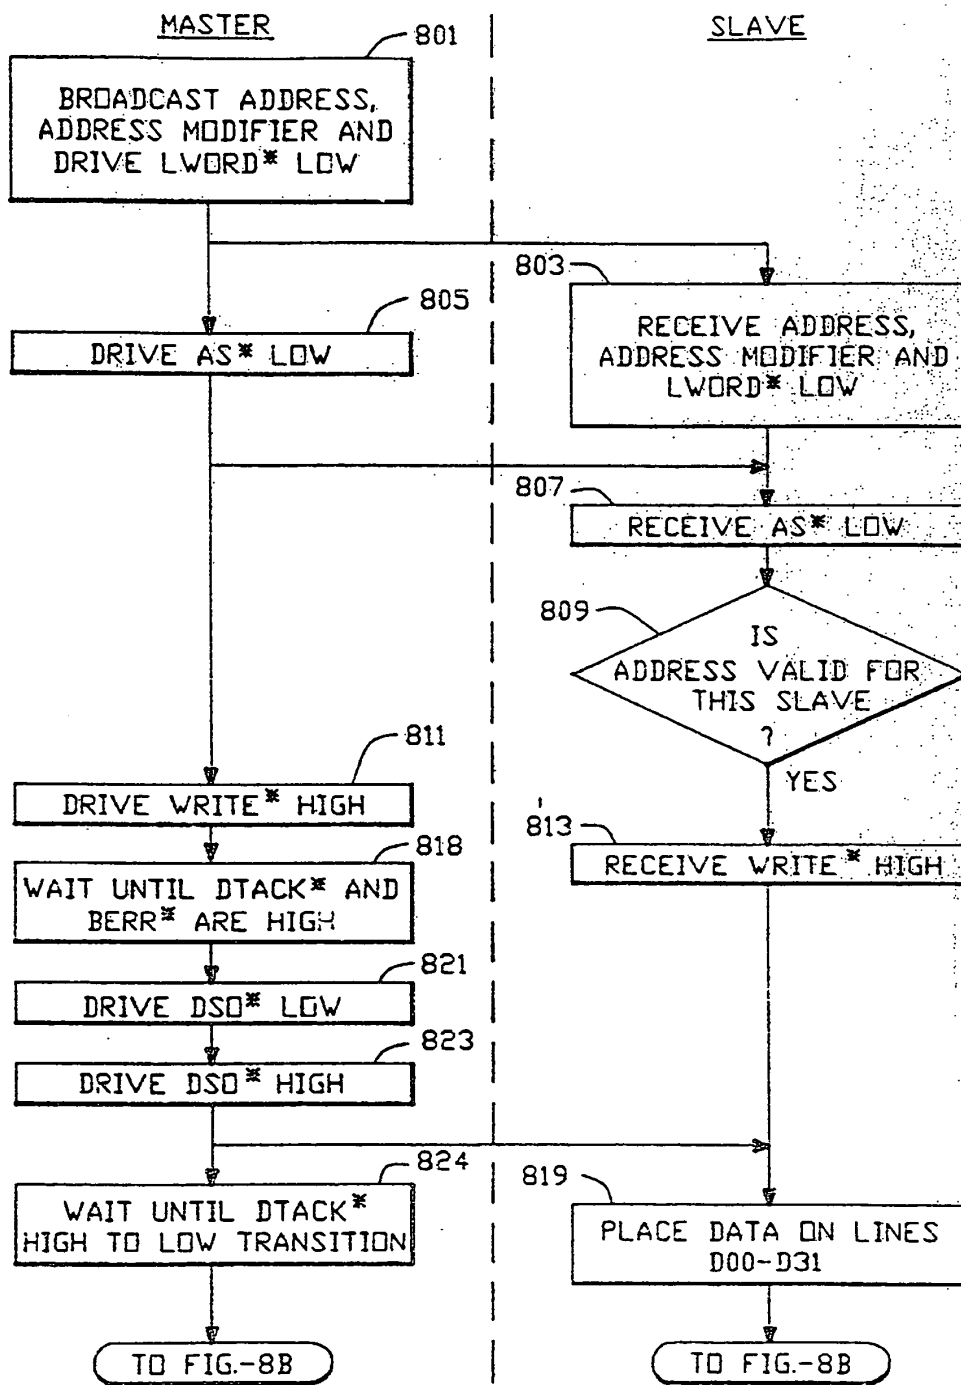 MASTER
SLAVE
801
BROADCAST ADDRESS,
ADDRESS MODIFIER AND
DRIVE LWORD* LOW
803
RECEIVE ADDRESS,
ADDRESS MODIFIER AND
LWORD* LOW
805
DRIVE AS* LOW
807
RECEIVE AS* LOW
809
IS
ADDRESS VALID FOR
THIS SLAVE
?
YES
811
DRIVE WRITE* HIGH
813
RECEIVE WRITE* HIGH
818
WAIT UNTIL DTACK* AND
BERR* ARE HIGH
821
DRIVE DS0* LOW
823
DRIVE DS0* HIGH
824
WAIT UNTIL DTACK*
HIGH TO LOW TRANSITION
819
PLACE DATA ON LINES
D00-D31
TO FIG.-8B
TO FIG.-8B